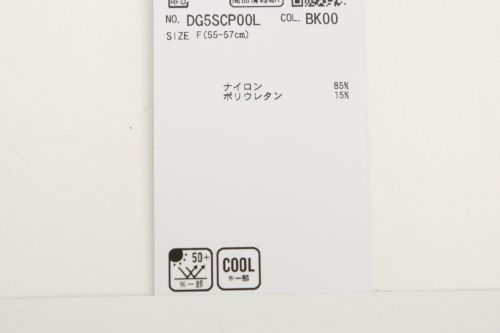 RFID
NO. DG5SCP00L COL. BK00
SIZE F(55-57cm)
ナイロン 85%
ポリウレタン 15%
50+
※一部
COOL
※一部